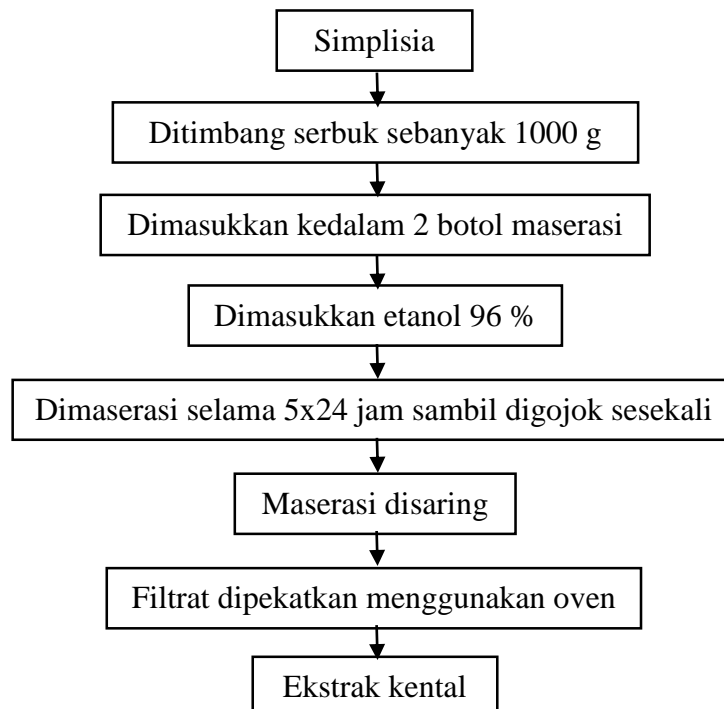 Simplisia
Ditimbang serbuk sebanyak 1000 g
Dimasukkan kedalam 2 botol maserasi
Dimasukkan etanol 96 %
Dimaserasi selama 5x24 jam sambil digojok sesekali
Maserasi disaring
Filtrat dipekatkan menggunakan oven
Ekstrak kental